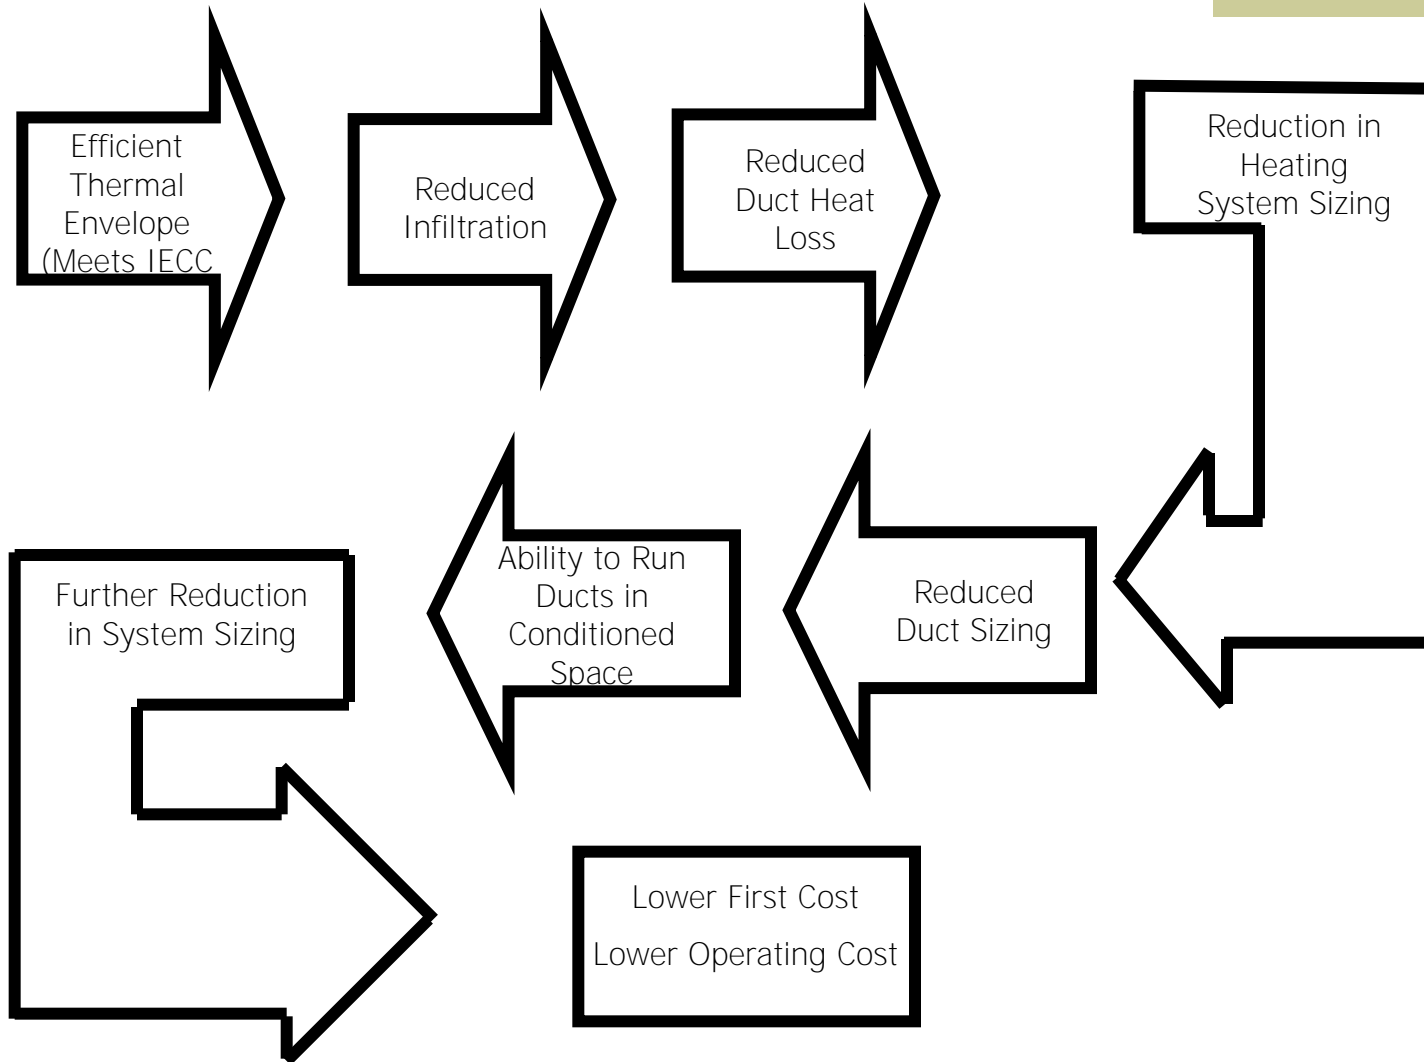 Efficient
Thermal
Envelope
(Meets IECC
Reduced
Infiltration
Reduced
Duct Heat
Loss
Reduction in
Heating
System Sizing
Reduced
Duct Sizing
Ability to Run
Ducts in
Conditioned
Space
Further Reduction
in System Sizing
Lower First Cost
Lower Operating Cost